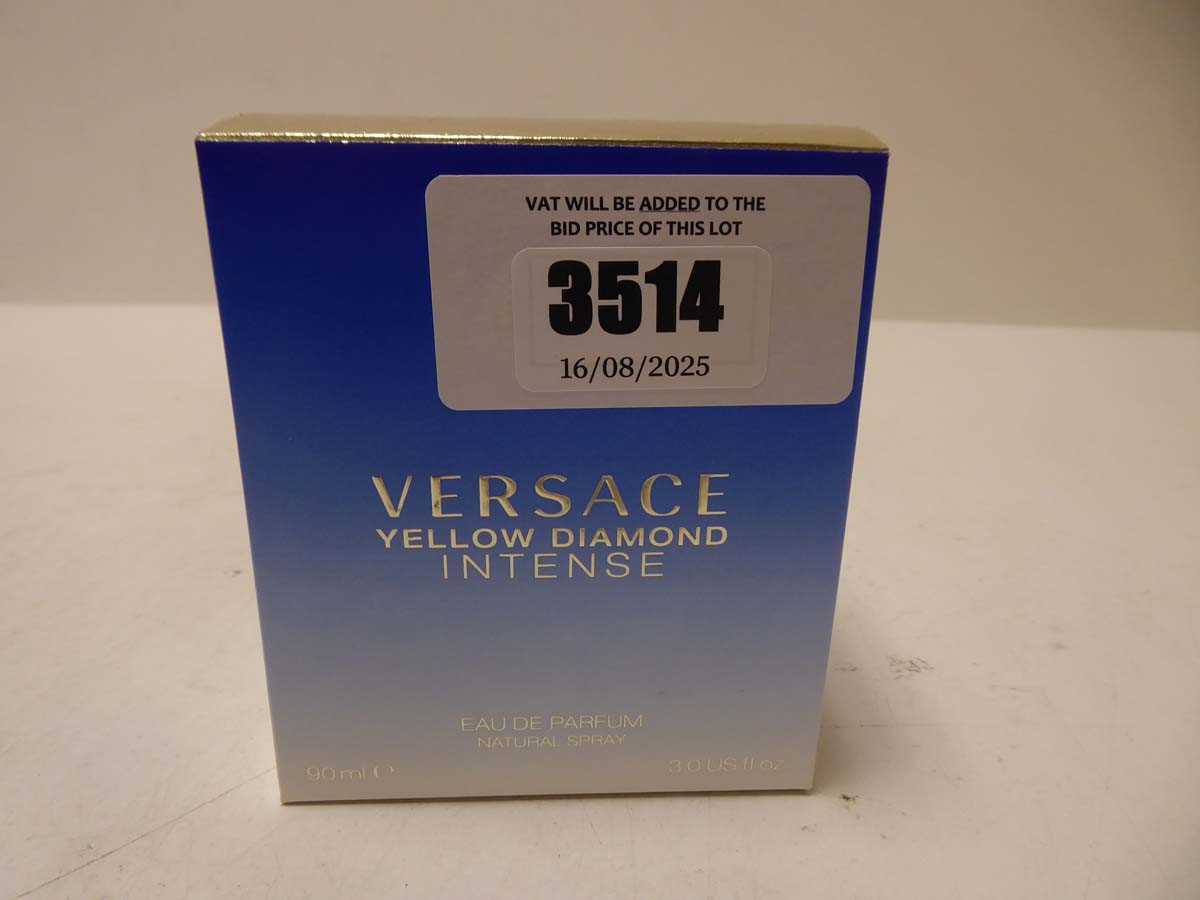 VAT WILL BE ADDED TO THE
BID PRICE OF THIS LOT
3514
16/08/2025
VERSACE
YELLOW DIAMOND
INTENSE
EAU DE PARFUM
NATURAL SPRAY
90 ml ℮ 3.0 US fl oz